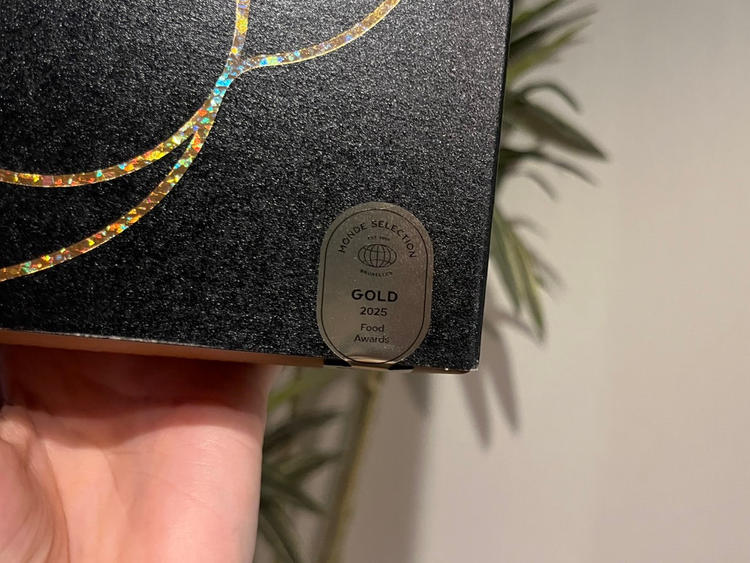 MONDE SELECTION
BRUXELLES
GOLD
2025
Food
Awards